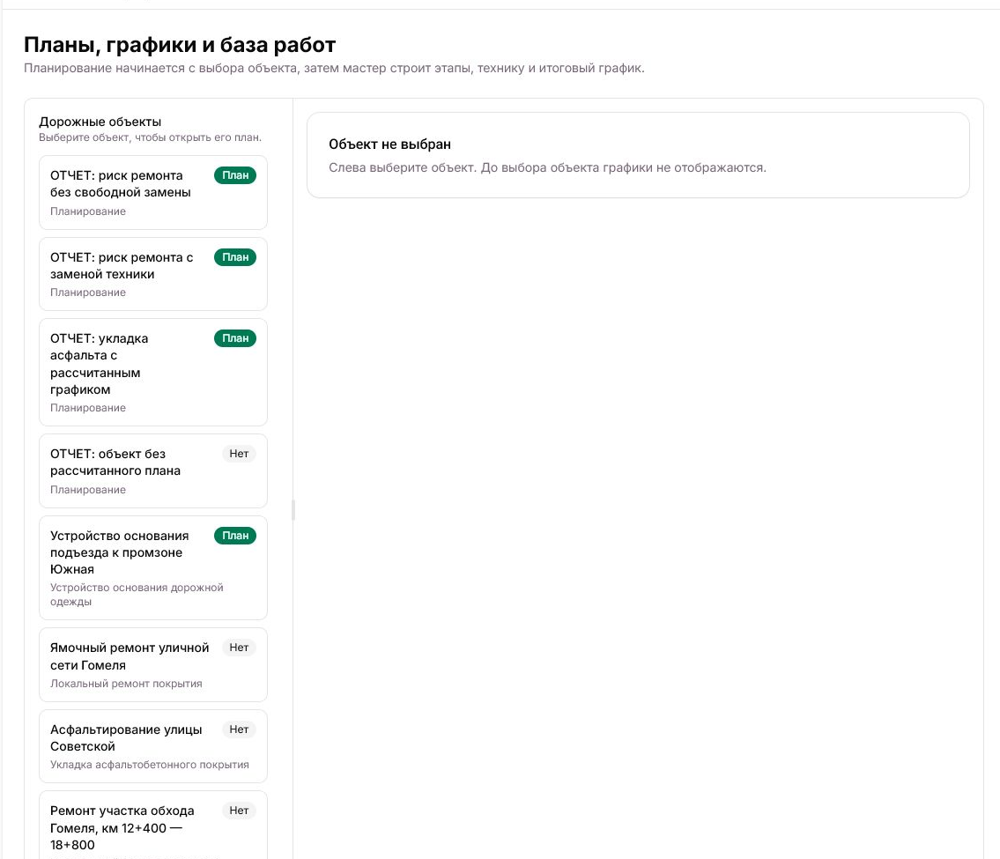 Планы, графики и база работ
Планирование начинается с выбора объекта, затем мастер строит этапы, технику и итоговый график.
Дорожные объекты
Выберите объект, чтобы открыть его план.
ОТЧЕТ: риск ремонта
без свободной замены
План
Планирование
ОТЧЕТ: риск ремонта с
заменой техники
План
Планирование
ОТЧЕТ: укладка
асфальта с
рассчитанным
графиком
План
Планирование
ОТЧЕТ: объект без
рассчитанного плана
Нет
Планирование
Устройство основания
подъезда к промзоне
Южная
План
Устройство основания дорожной
одежды
Ямочный ремонт уличной
сети Гомеля
Нет
Локальный ремонт покрытия
Асфальтирование улицы
Советской
Нет
Укладка асфальтобетонного покрытия
Ремонт участка обхода
Гомеля, км 12+400 —
18+800
Нет
Объект не выбран
Слева выберите объект. До выбора объекта графики не отображаются.